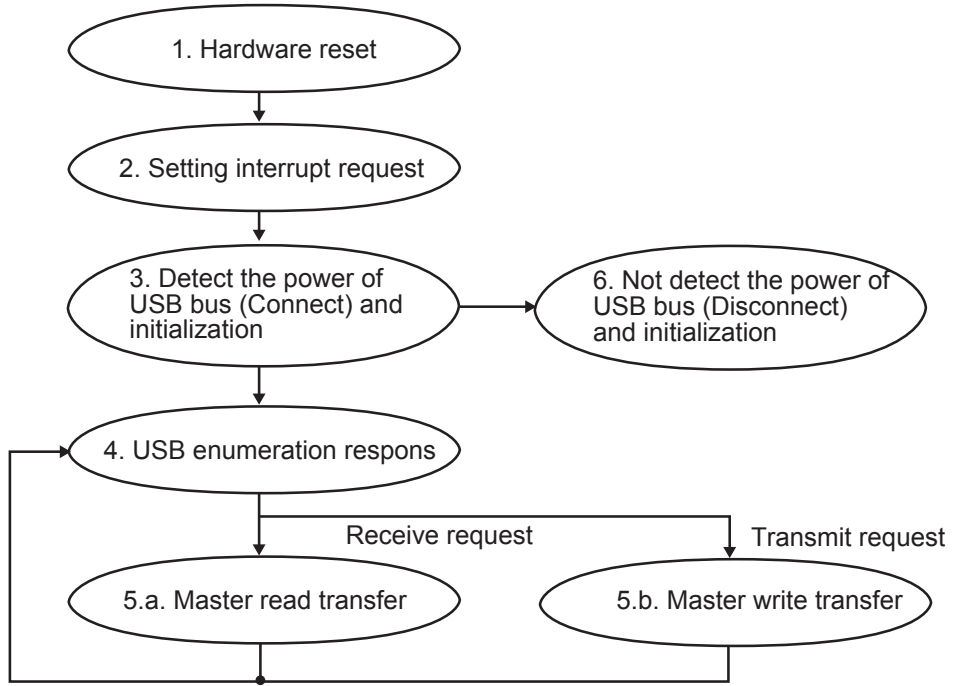 1. Hardware reset
2. Setting interrupt request
3. Detect the power of
USB bus (Connect) and
initialization
6. Not detect the power of
USB bus (Disconnect)
and initialization
4. USB enumeration respons
Receive request
Transmit request
5.a. Master read transfer
5.b. Master write transfer